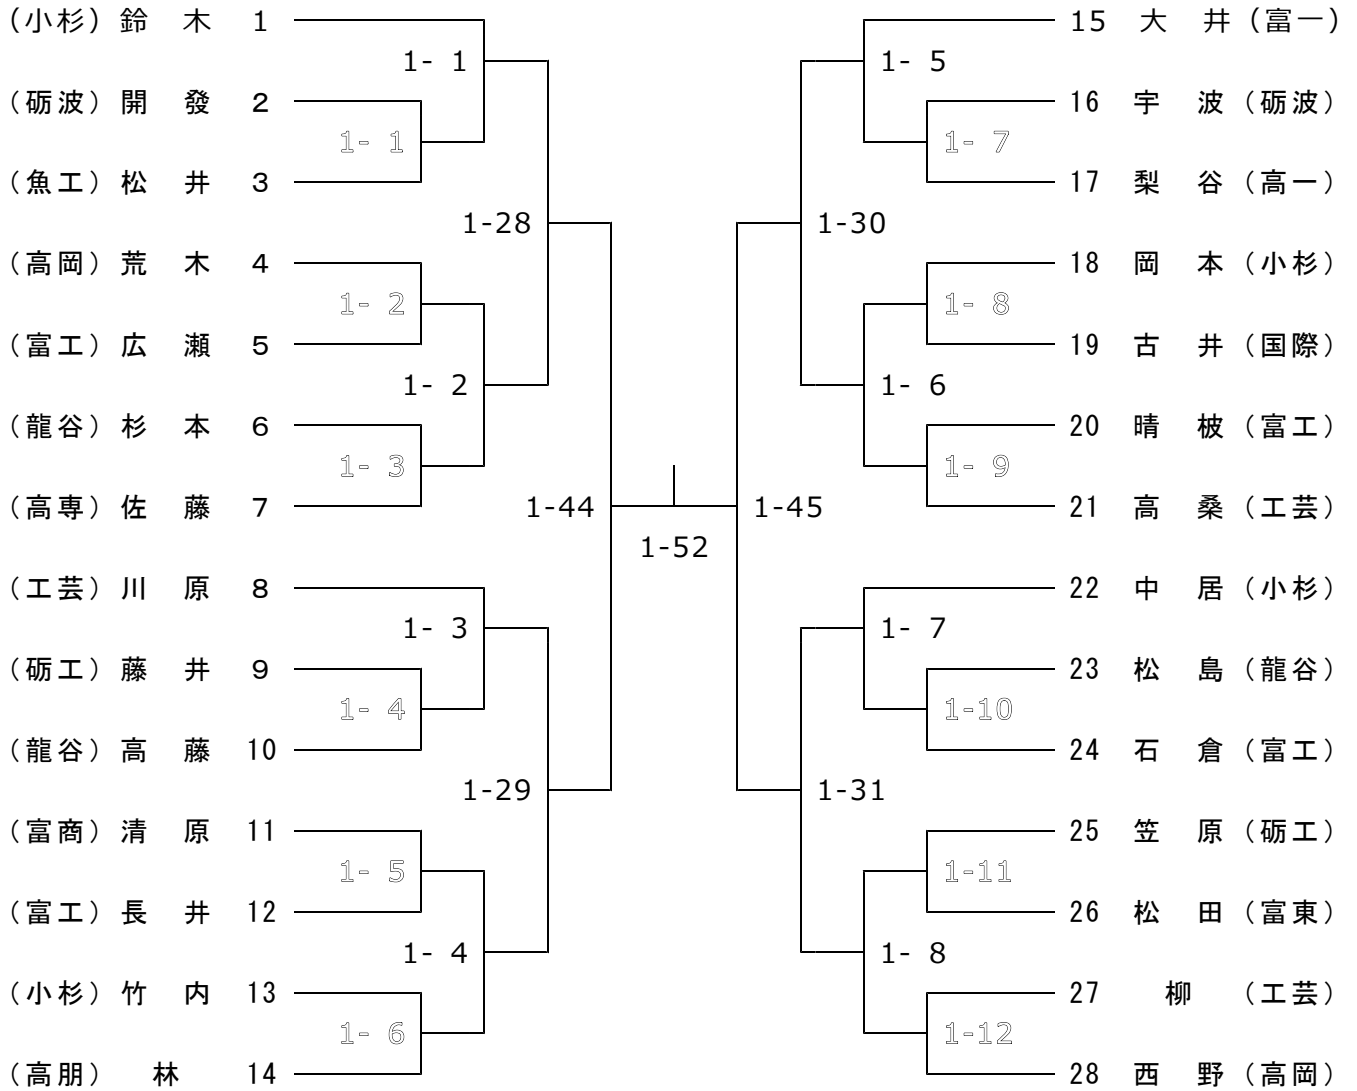 (小杉) 鈴 木 1
1- 1
(砺波) 開 發 2
1- 1
(魚工) 松 井 3
1-28
(高岡) 荒 木 4
1- 2
(富工) 広 瀬 5
1- 2
(龍谷) 杉 本 6
1- 3
(高専) 佐 藤 7
1-44
(工芸) 川 原 8
1- 3
(砺工) 藤 井 9
1- 4
(龍谷) 高 藤 10
1-29
(富商) 清 原 11
1- 5
(富工) 長 井 12
1- 4
(小杉) 竹 内 13
1- 6
(高朋) 林 14
1-52
15 大 井 (富一)
1- 5
16 宇 波 (砺波)
1- 7
17 梨 谷 (高一)
1-30
18 岡 本 (小杉)
1- 8
19 古 井 (国際)
1- 6
20 晴 柀 (富工)
1- 9
21 高 桑 (工芸)
1-45
22 中 居 (小杉)
1- 7
23 松 島 (龍谷)
1-10
24 石 倉 (富工)
1-31
25 笠 原 (砺工)
1-11
26 松 田 (富東)
1- 8
27 柳 (工芸)
1-12
28 西 野 (高岡)